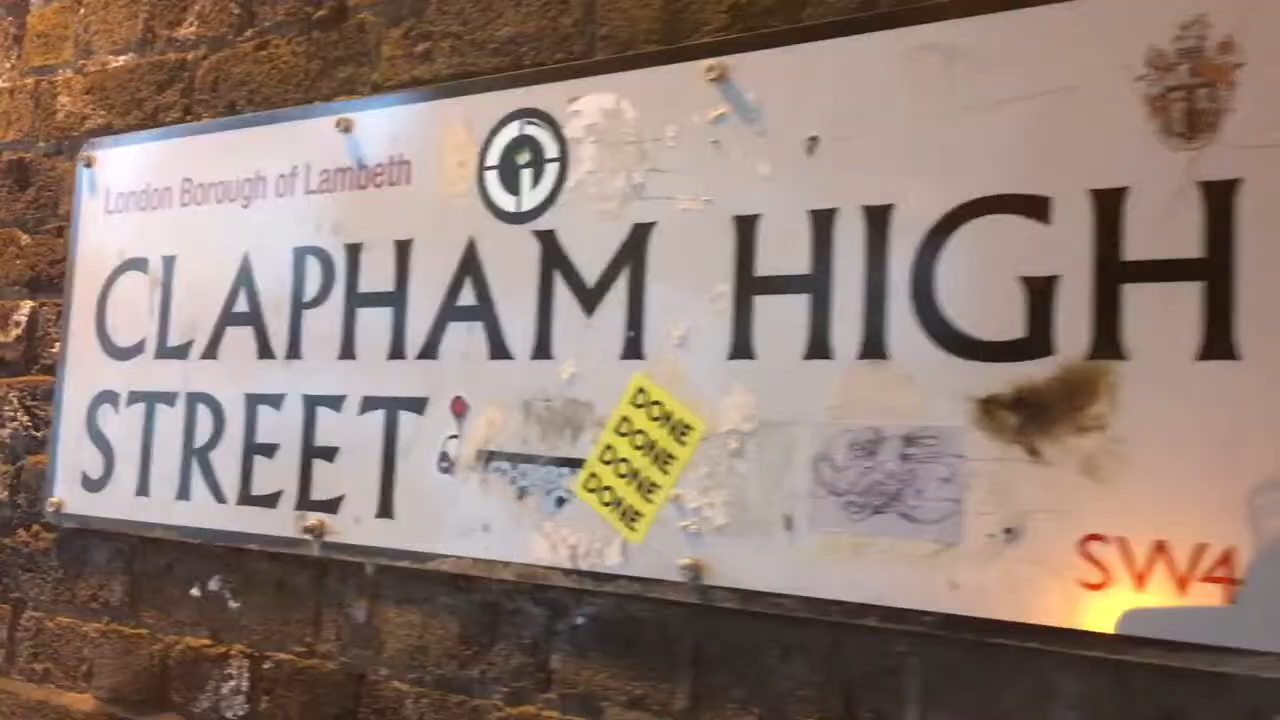 London Borough of Lambeth
CLAPHAM HIGH
STREET
DONE
DONE
DONE
DONE
SW4